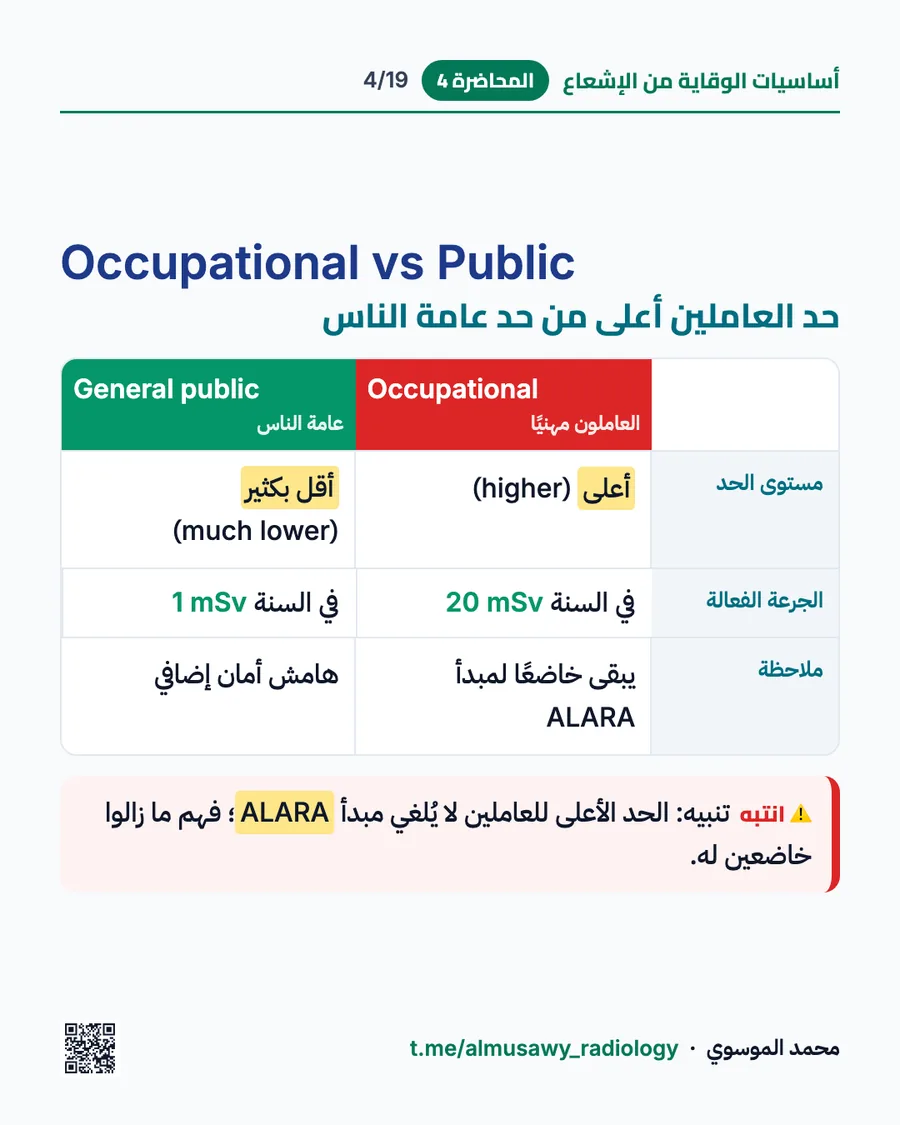 أساسيات الوقاية من الإشعاع المحاضرة 4 4/19
Occupational vs Public
حد العاملين أعلى من حد عامة الناس
Occupational General public
العاملون مهنيًا عامة الناس
مستوى الحد أعلى (higher) أقل بكثير
(much lower)
الجرعة الفعالة 20 mSv في السنة 1 mSv في السنة
ملاحظة يبقى خاضعًا لمبدأ هامش أمان إضافي
ALARA
⚠️ انتبه تنبيه: الحد الأعلى للعاملين لا يُلغي مبدأ ALARA؛ فهم ما زالوا
خاضعين له.
محمد الموسوي · t.me/almusawy_radiology